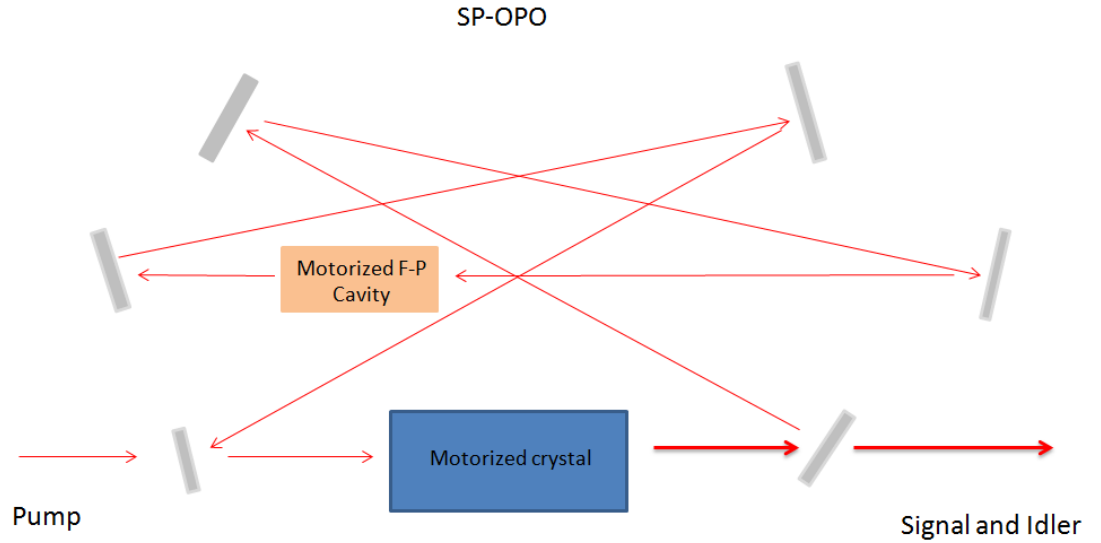 SP-OPO
Motorized F-P
Cavity
Motorized crystal
Pump
Signal and Idler